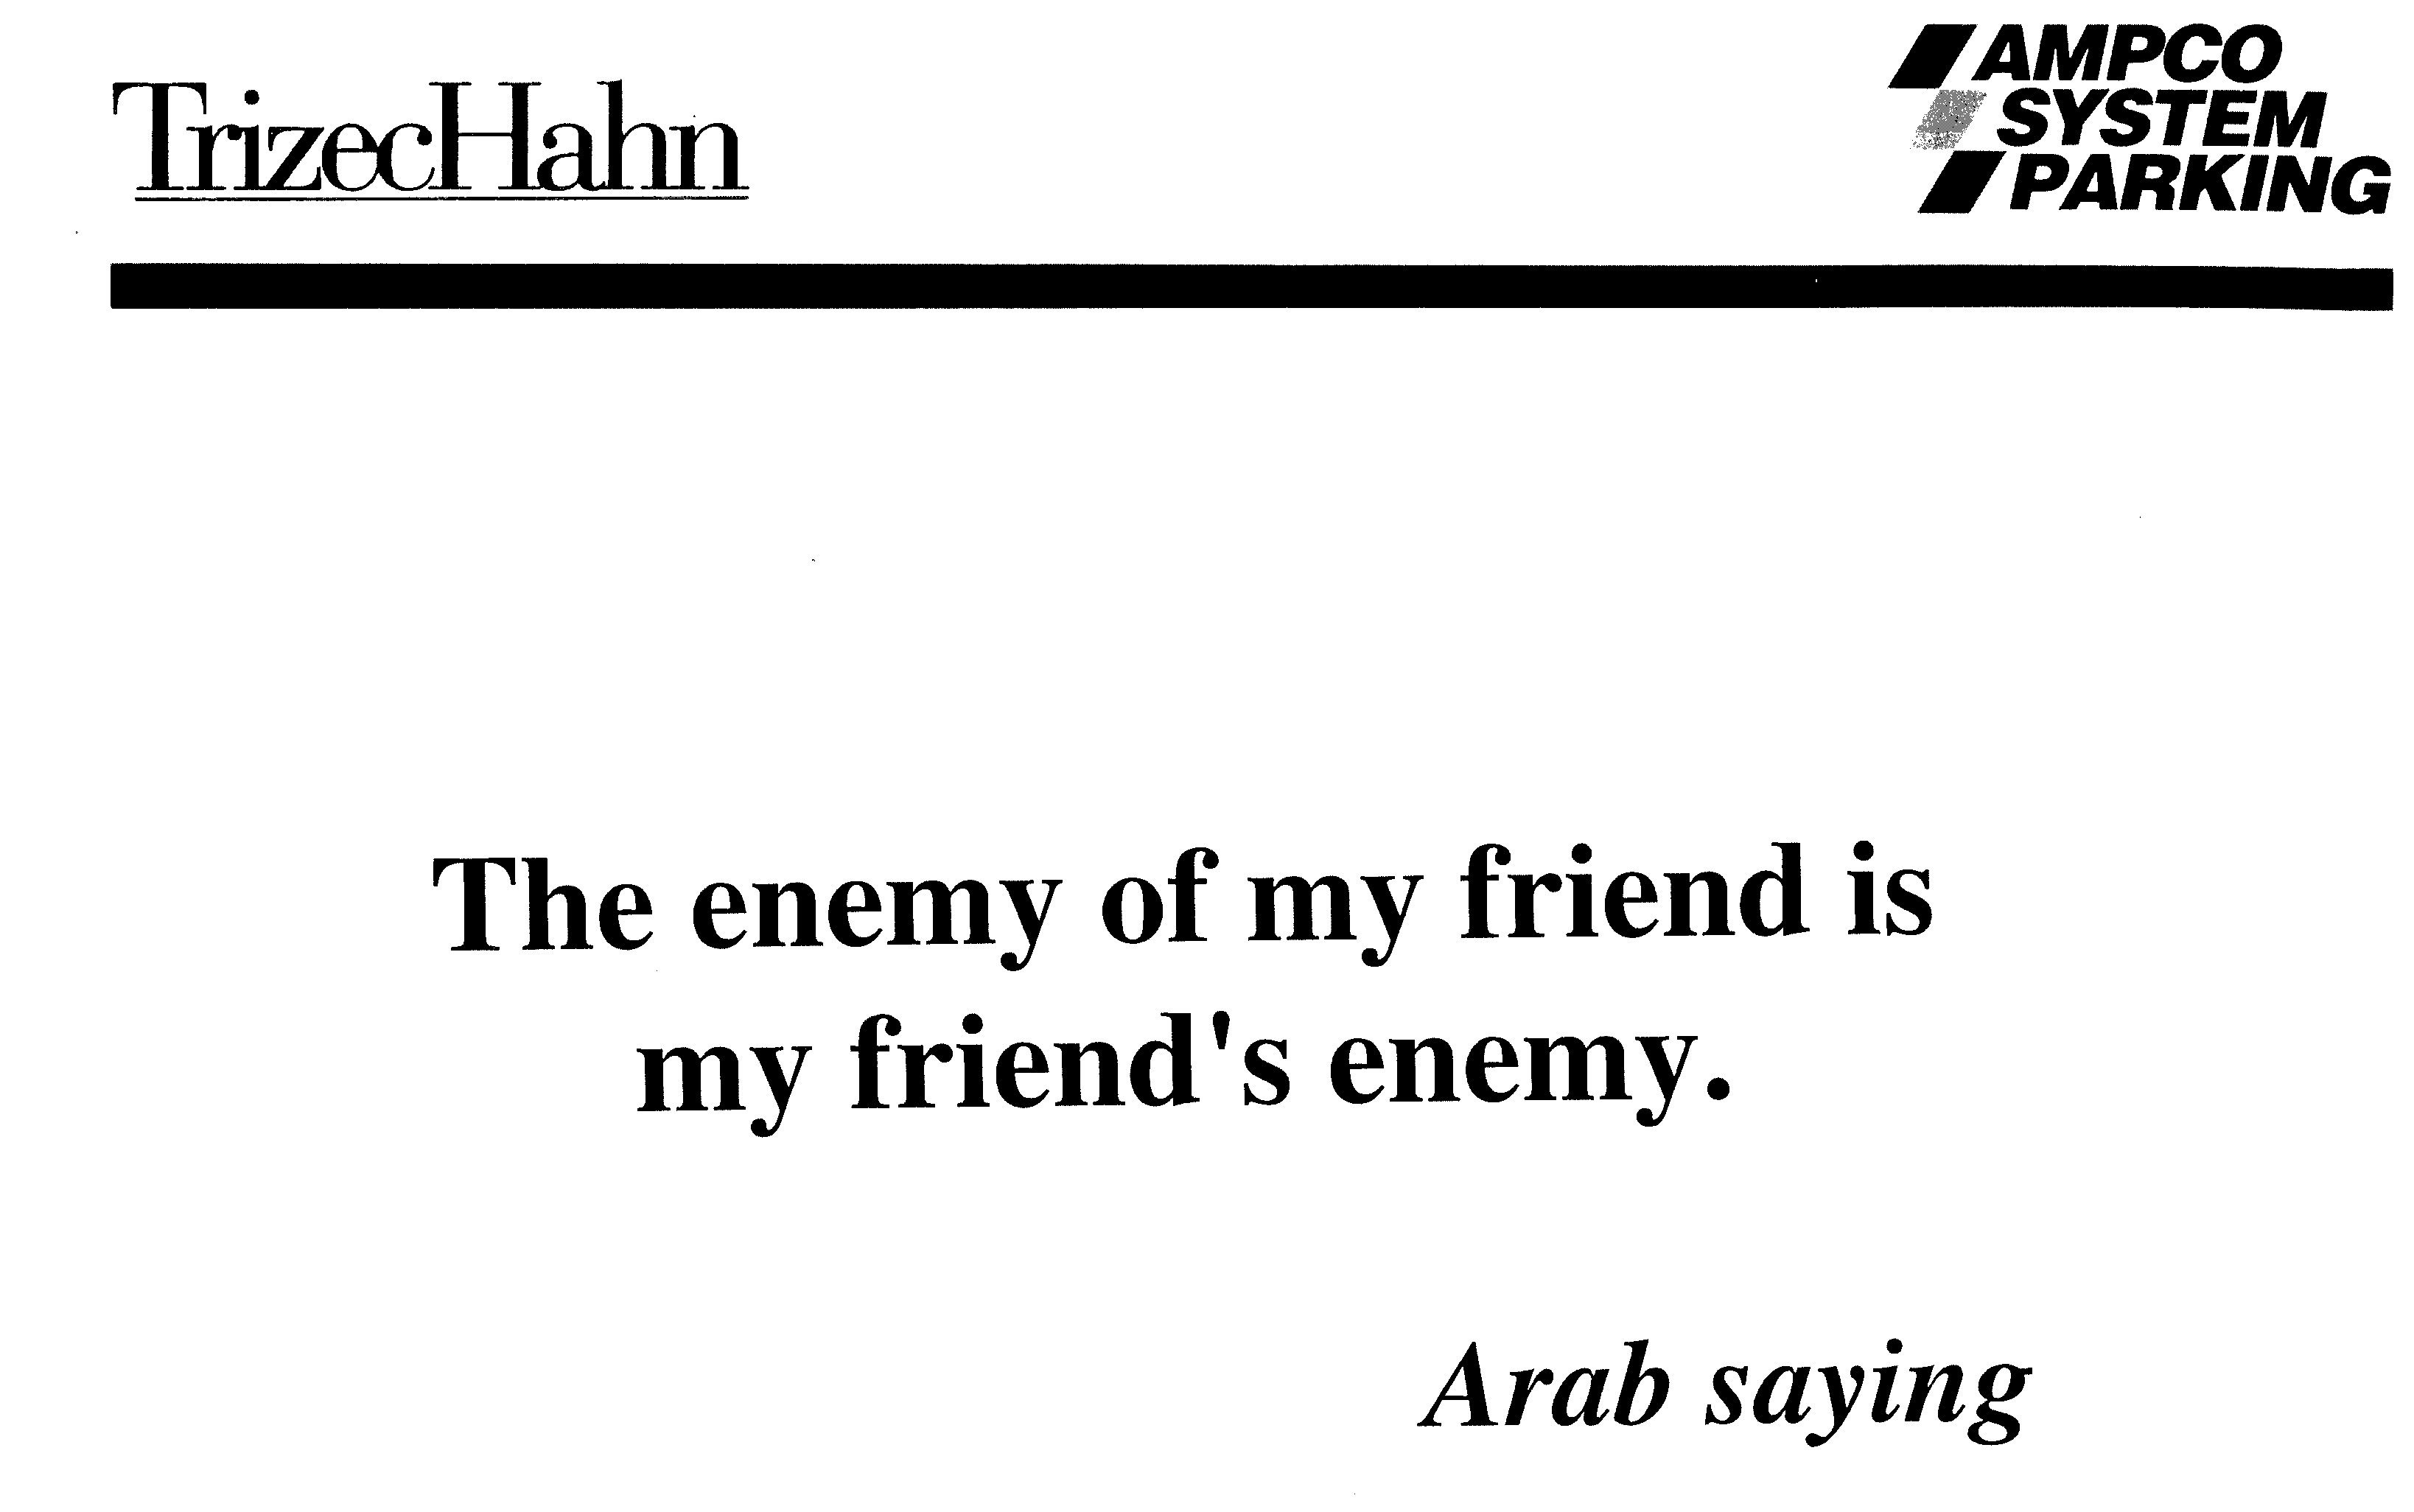 TrizecHahn
AMPCO
SYSTEM
PARKING
The enemy of my friend is
my friend's enemy.
Arab saying